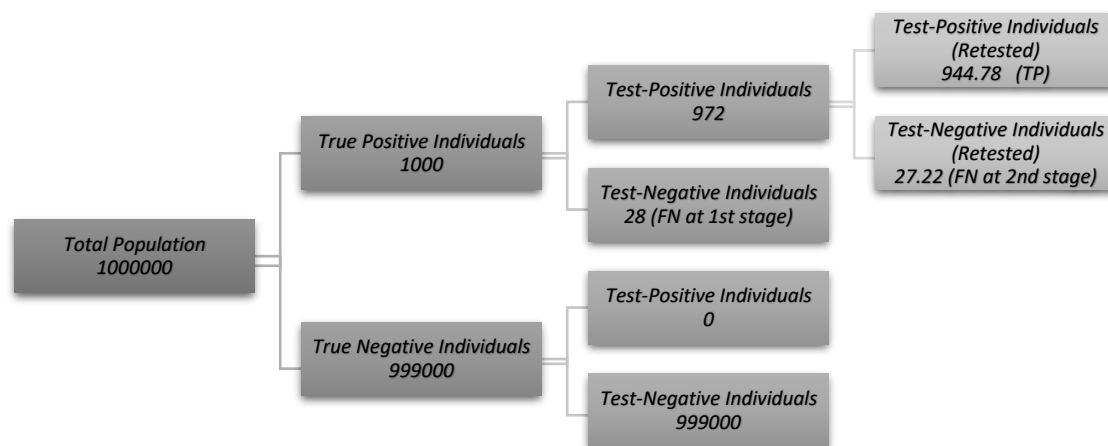 Total Population
1000000
True Positive Individuals
1000
Test-Positive Individuals
972
Test-Positive Individuals
(Retested)
944.78 (TP)
Test-Negative Individuals
(Retested)
27.22 (FN at 2nd stage)
Test-Negative Individuals
28 (FN at 1st stage)
True Negative Individuals
999000
Test-Positive Individuals
0
Test-Negative Individuals
999000